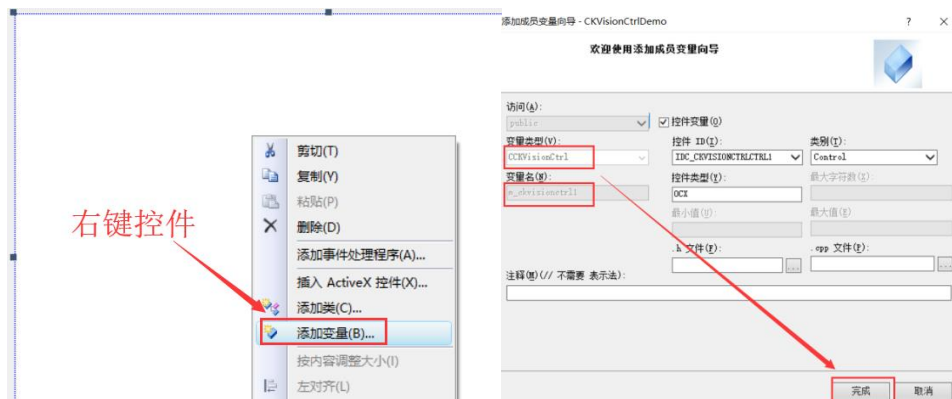 剪切(T)
复制(Y)
粘贴(P)
删除(D)
添加事件处理程序(A)...
插入 ActiveX 控件(X)...
添加类(C)...
添加变量(B)...
按内容调整大小(I)
左对齐(L)
右键控件
添加成员变量向导 - CKVisionCtrlDemo
? ×
欢迎使用添加成员变量向导
访问(A):
public
控件变量(O)
变量类型(V):
控件 ID(I):
类别(T):
CCKVisionCtrl
IDC_CKVISIONCTRLCTRL1
Control
变量名(N):
控件类型(Y):
最大字符数(X):
m_ckvisionctrl1
OCX
最小值(U):
最大值(E)
.h 文件(F):
.cpp 文件(P):
...
...
注释(M)(// 不需要 表示法):
完成
取消